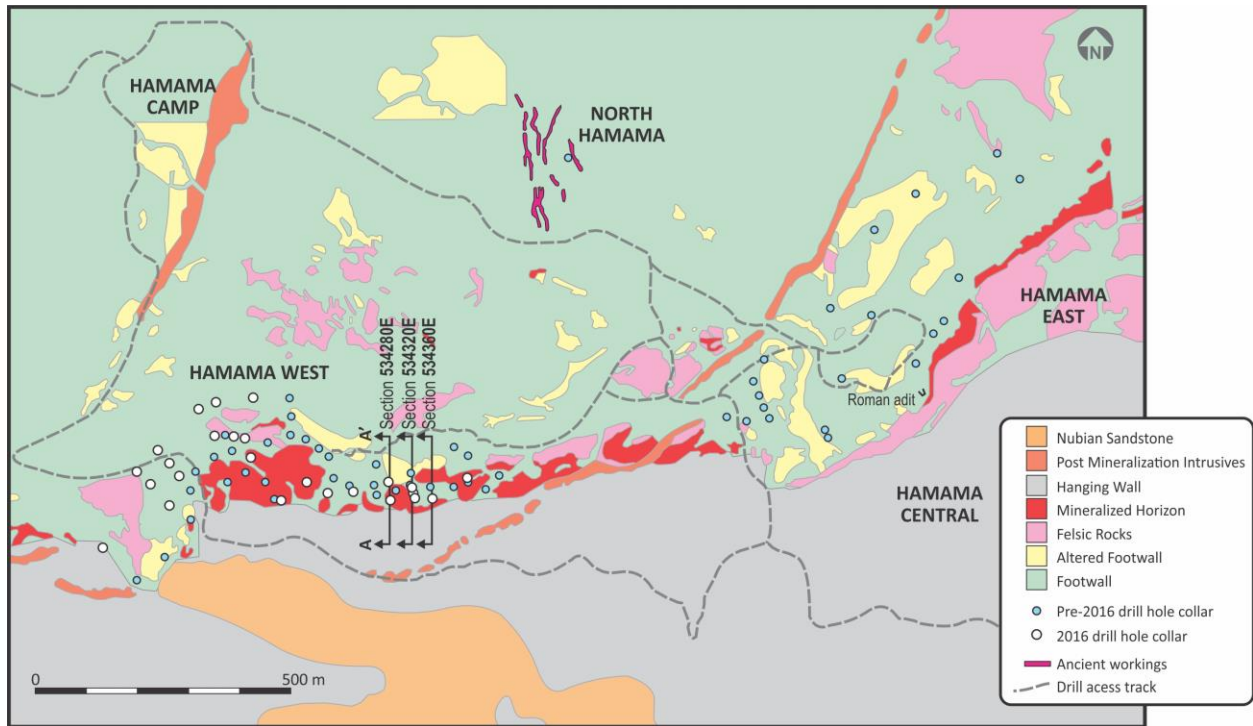 N
HAMAMA
CAMP
NORTH
HAMAMA
HAMAMA
EAST
HAMAMA WEST
A'
Section 534280E
Section 534320E
Section 534360E
Roman adit
A
HAMAMA
CENTRAL
0
500 m
Nubian Sandstone
Post Mineralization Intrusives
Hanging Wall
Mineralized Horizon
Felsic Rocks
Altered Footwall
Footwall
Pre-2016 drill hole collar
2016 drill hole collar
Ancient workings
Drill acess track